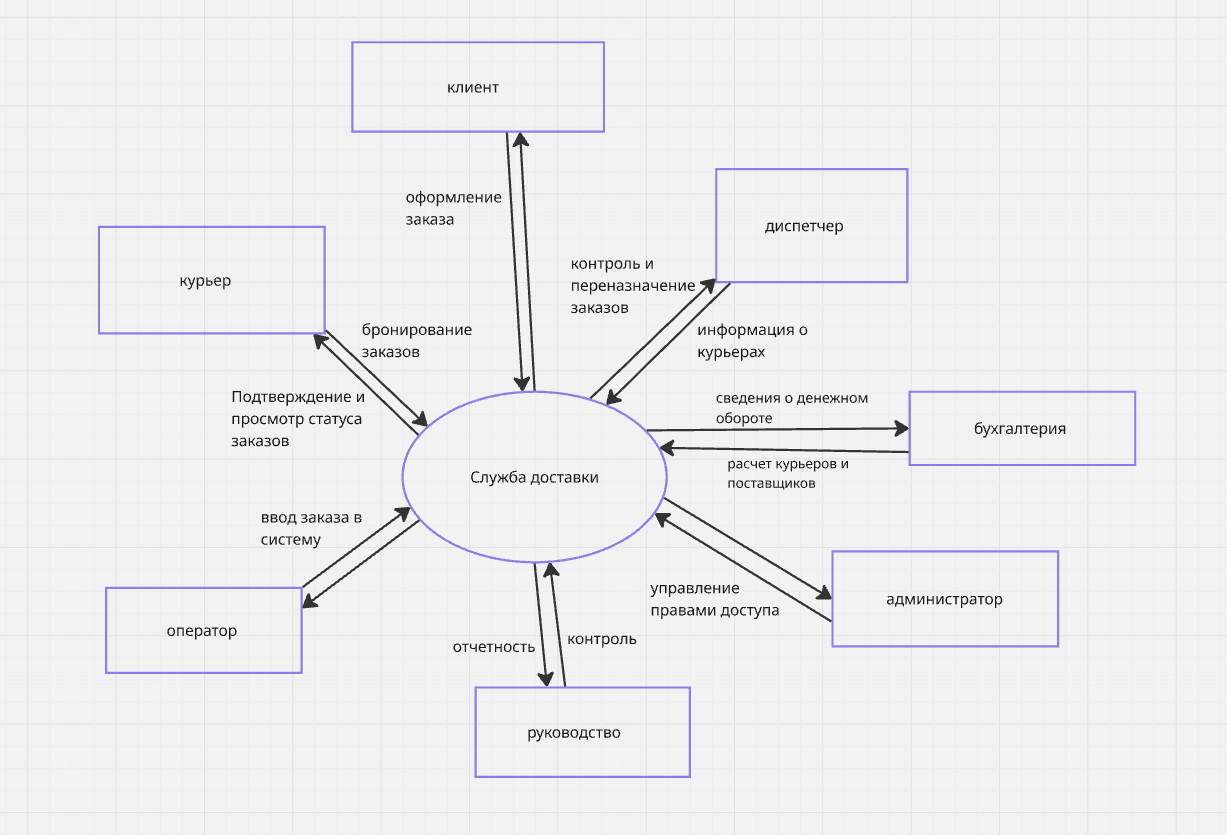 клиент
диспетчер
оформление
заказа
контроль и
переназначение
заказов
курьер
бронирование
заказов
информация о
курьерах
Подтверждение и
просмотр статуса
заказов
сведения о денежном
обороте
бухгалтерия
расчет курьеров и
поставщиков
Служба доставки
ввод заказа в
систему
управление
правами доступа
администратор
оператор
отчетность
контроль
руководство